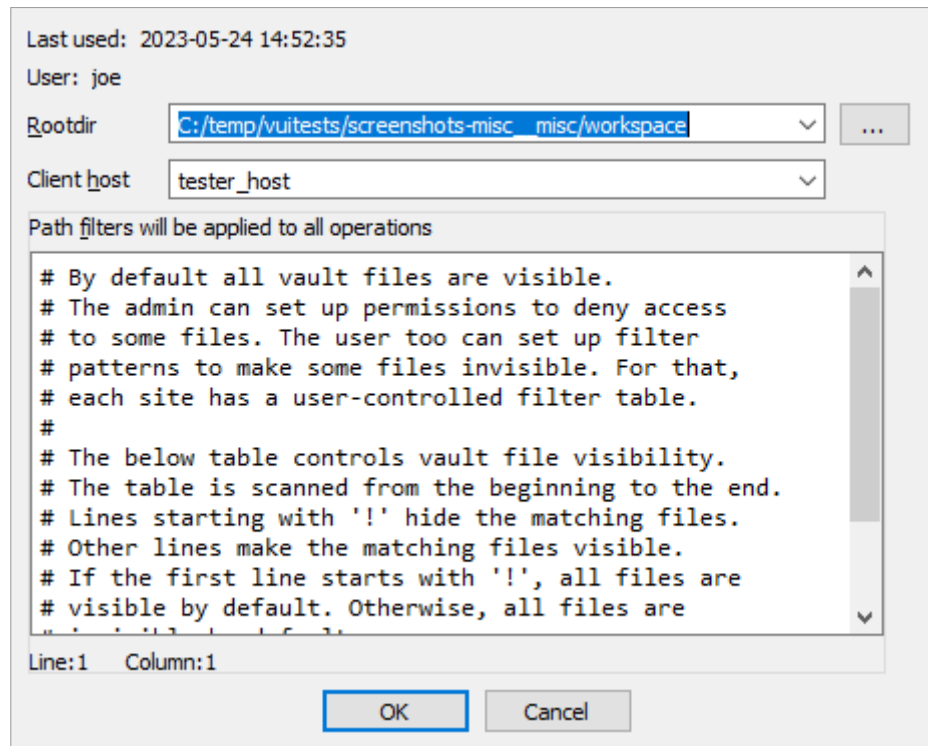 Last used: 2023-05-24 14:52:35
User: joe
Rootdir C:/temp/vuitests/screenshots-misc__misc/workspace ...
Client host tester_host
Path filters will be applied to all operations
# By default all vault files are visible.
# The admin can set up permissions to deny access
# to some files. The user too can set up filter
# patterns to make some files invisible. For that,
# each site has a user-controlled filter table.
#
# The below table controls vault file visibility.
# The table is scanned from the beginning to the end.
# Lines starting with '!' hide the matching files.
# Other lines make the matching files visible.
# If the first line starts with '!', all files are
# visible by default. Otherwise, all files are
Line:1 Column:1
OK Cancel